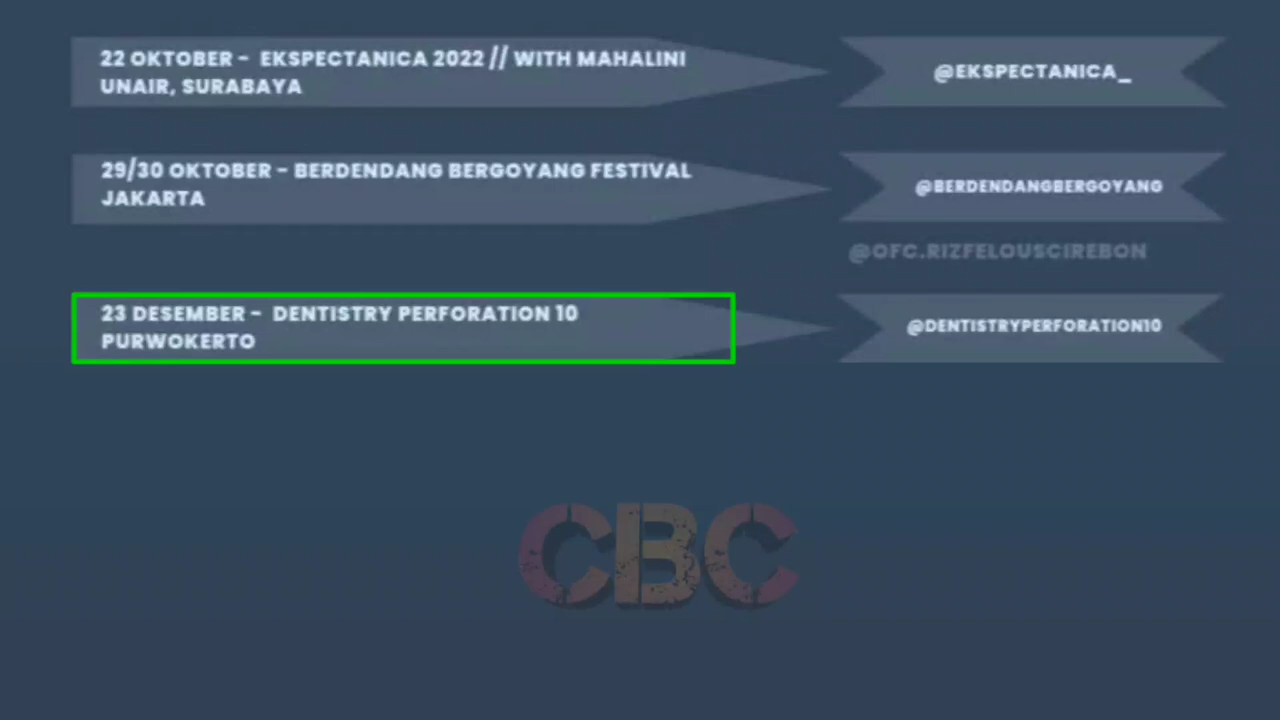 22 OKTOBER - EKSPECTANICA 2022 // WITH MAHALINI
UNAIR, SURABAYA
@EKSPECTANICA_
29/30 OKTOBER - BERDENDANG BERGOYANG FESTIVAL
JAKARTA
@BERDENDANGBERGOYANG
@OFC.RIZFELOUSCIREBON
23 DESEMBER - DENTISTRY PERFORATION 10
PURWOKERTO
@DENTISTRYPERFORATION10
CBC